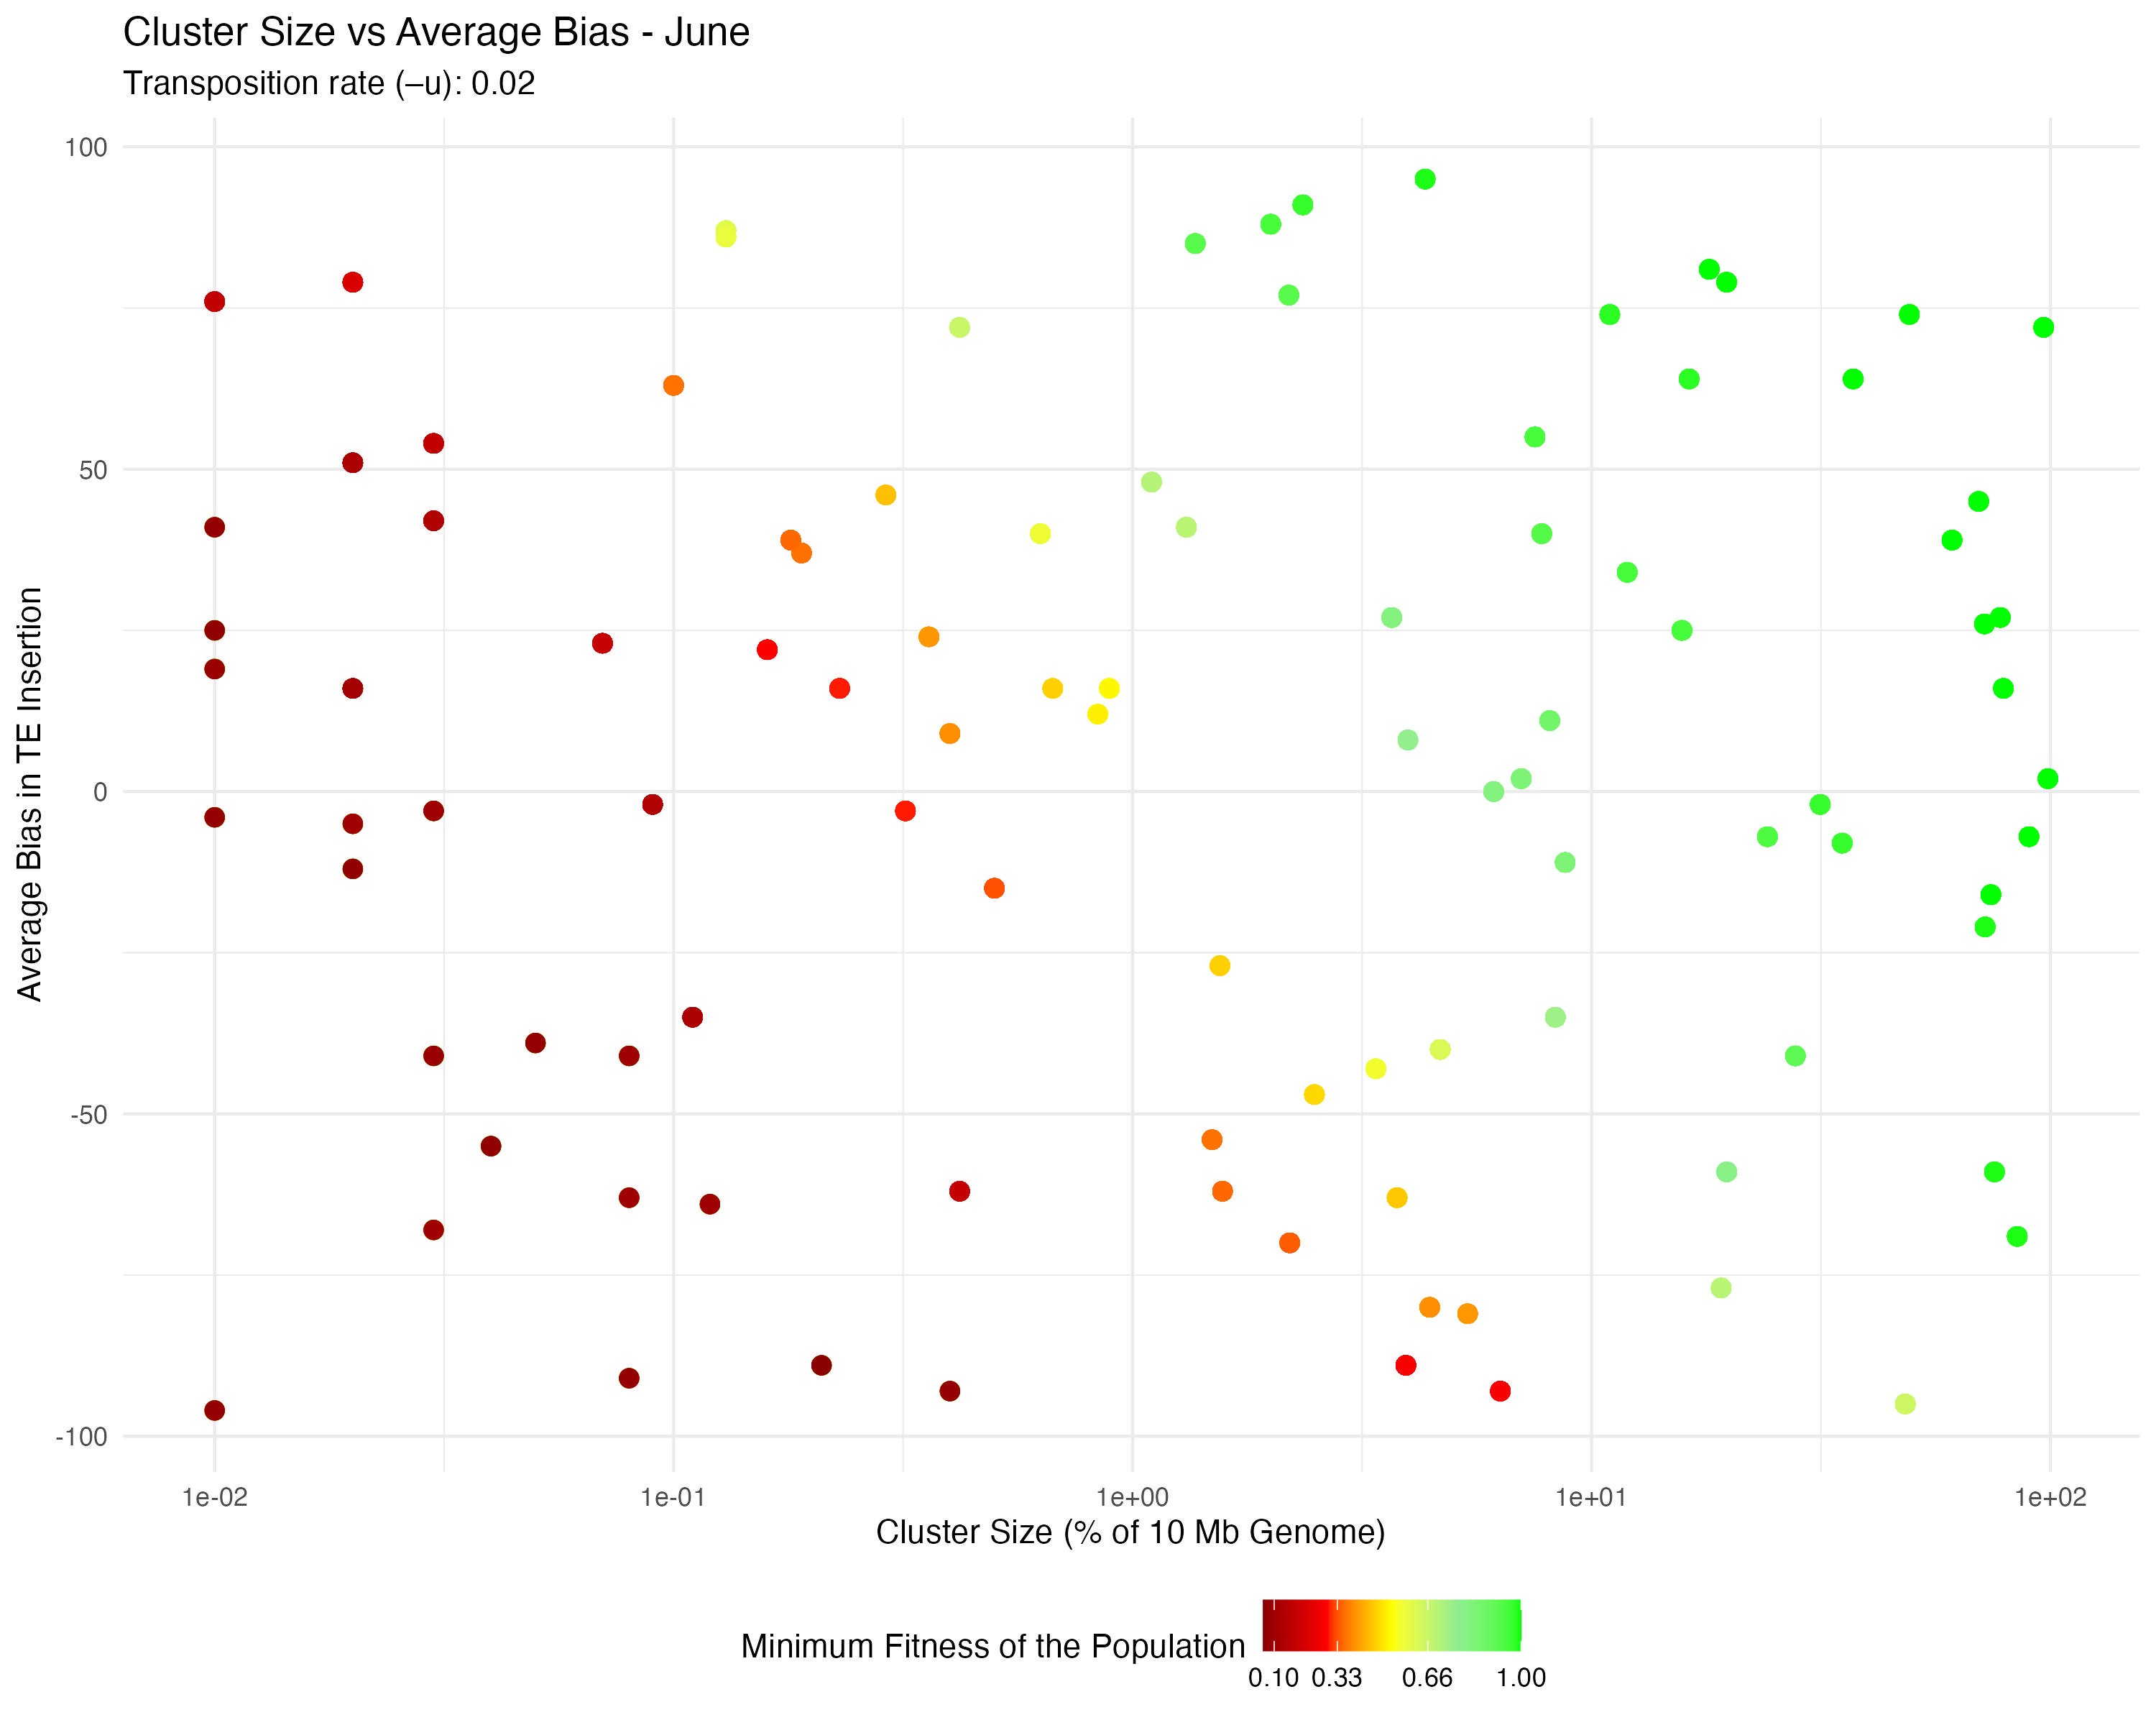 Cluster Size vs Average Bias - June
Transposition rate (−u): 0.02
Average Bias in TE Insertion
100
50
0
-50
-100
1e-02 1e-01 1e+00 1e+01 1e+02
Cluster Size (% of 10 Mb Genome)
Minimum Fitness of the Population
0.10 0.33 0.66 1.00